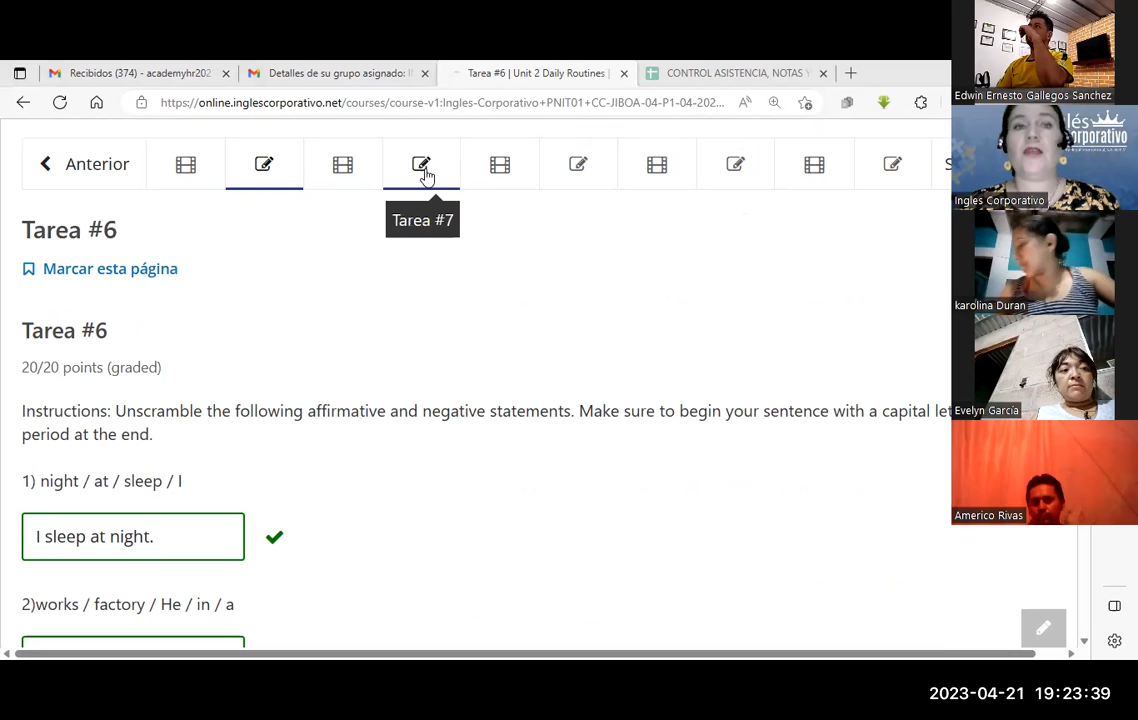 Recibidos (374) - academyhr202
Detalles de su grupo asignado: I
Tarea #6 | Unit 2 Daily Routines |
CONTROL ASISTENCIA, NOTAS Y
https://online.inglescorporativo.net/courses/course-v1:Ingles-Corporativo+PNIT01+CC-JIBOA-04-P1-04-202...
Anterior
Tarea #7
Tarea #6
Marcar esta página
Tarea #6
20/20 points (graded)
Instructions: Unscramble the following affirmative and negative statements. Make sure to begin your sentence with a capital let
period at the end.
1) night / at / sleep / I
I sleep at night.
2)works / factory / He / in / a
Edwin Ernesto Gallegos Sanchez
lés
orporativo
Ingles Corporativo
karolina Duran
Evelyn García
Americo Rivas
2023-04-21 19:23:39